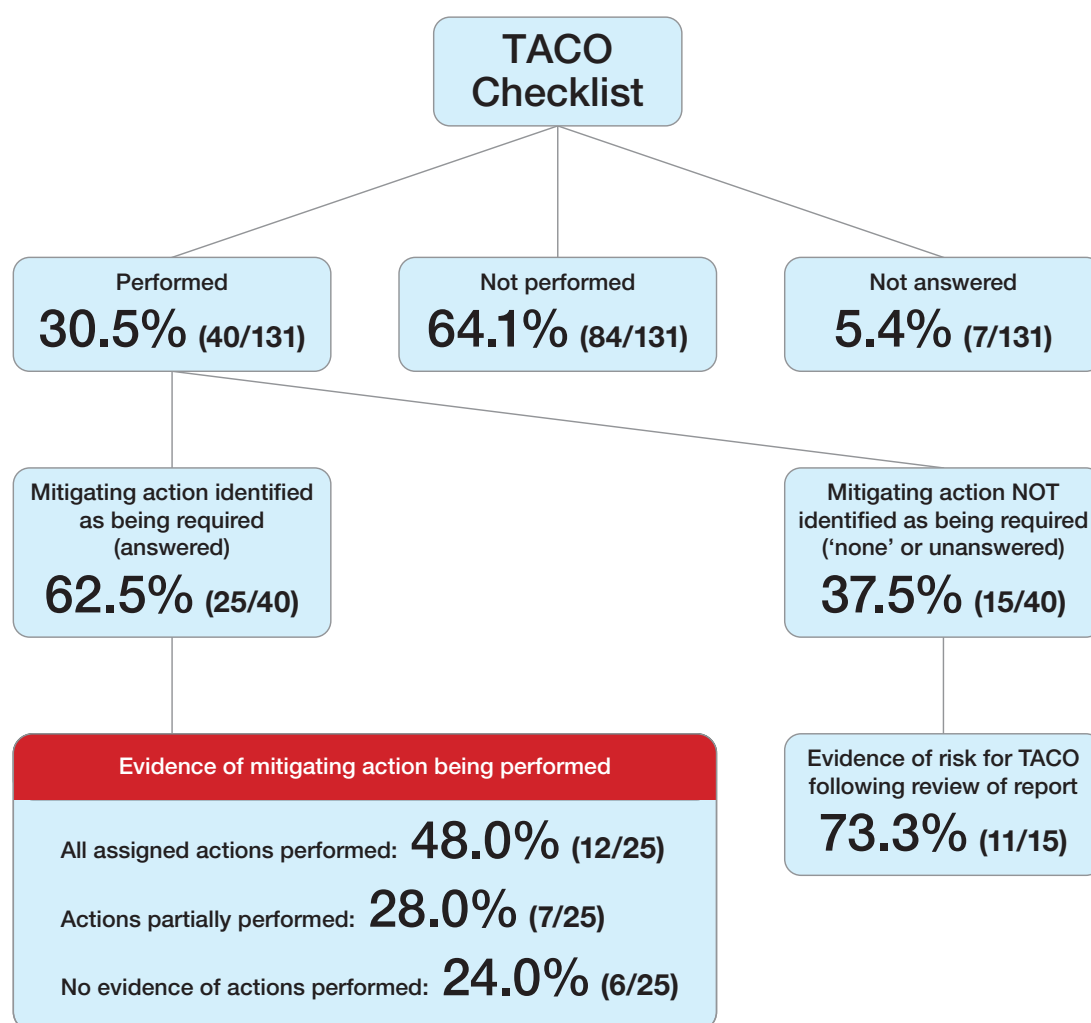 TACO
Checklist
Performed
30.5% (40/131)
Not performed
64.1% (84/131)
Not answered
5.4% (7/131)
Mitigating action identified
as being required
(answered)
62.5% (25/40)
Mitigating action NOT
identified as being required
(‘none’ or unanswered)
37.5% (15/40)
Evidence of mitigating action being performed
All assigned actions performed: 48.0% (12/25)
Actions partially performed: 28.0% (7/25)
No evidence of actions performed: 24.0% (6/25)
Evidence of risk for TACO
following review of report
73.3% (11/15)